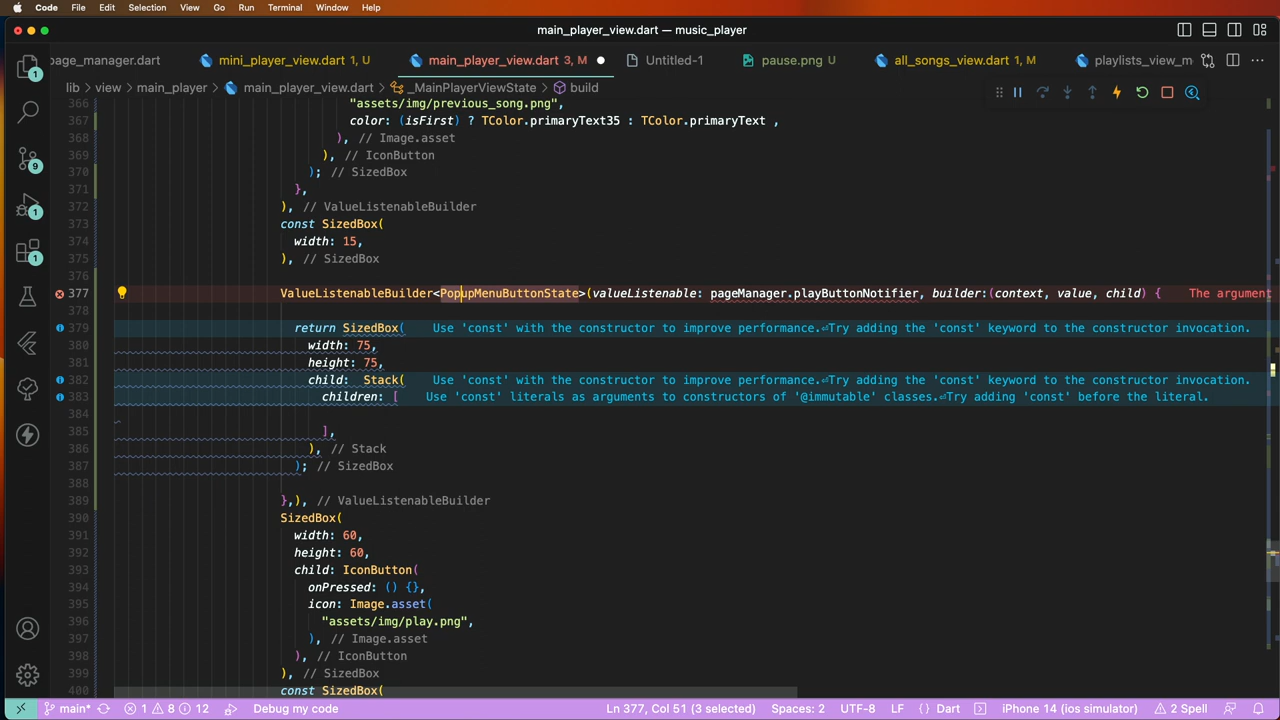 Code File Edit Selection View Go Run Terminal Window Help
main_player_view.dart — music_player
page_manager.dart mini_player_view.dart 1, U main_player_view.dart 3, M Untitled-1 pause.png U all_songs_view.dart 1, M playlists_view_m
lib > view > main_player > main_player_view.dart > _MainPlayerViewState > build
366 "assets/img/previous_song.png",
367 color: (isFirst) ? TColor.primaryText35 : TColor.primaryText ,
368 ), // Image.asset
369 ), // IconButton
370 ); // SizedBox
371 },
372 ), // ValueListenableBuilder
373 const SizedBox(
374 width: 15,
375 ), // SizedBox
376
377 ValueListenableBuilder<PopupMenuButtonState>(valueListenable: pageManager.playButtonNotifier, builder:(context, value, child) { The argument
378
379 return SizedBox( Use 'const' with the constructor to improve performance.⏎Try adding the 'const' keyword to the constructor invocation.
380 width: 75,
381 height: 75,
382 child: Stack( Use 'const' with the constructor to improve performance.⏎Try adding the 'const' keyword to the constructor invocation.
383 children: [ Use 'const' literals as arguments to constructors of '@immutable' classes.⏎Try adding 'const' before the literal.
384
385 ],
386 ), // Stack
387 ); // SizedBox
388
389 },), // ValueListenableBuilder
390 SizedBox(
391 width: 60,
392 height: 60,
393 child: IconButton(
394 onPressed: () {},
395 icon: Image.asset(
396 "assets/img/play.png",
397 ), // Image.asset
398 ), // IconButton
399 ), // SizedBox
400 const SizedBox(
1
9
1
1
main* 1 8 12 Debug my code Ln 377, Col 51 (3 selected) Spaces: 2 UTF-8 LF {} Dart iPhone 14 (ios simulator) 2 Spell